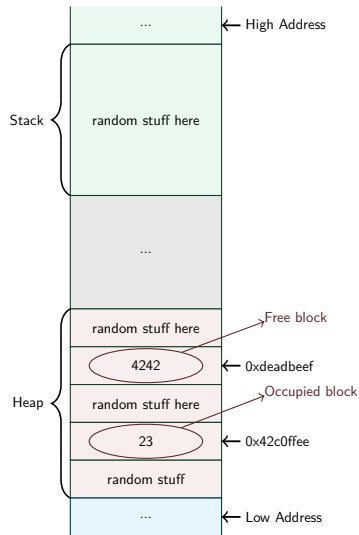 ...
High Address
Stack
random stuff here
...
random stuff here
Free block
4242
0xdeadbeef
Occupied block
Heap
random stuff here
23
0x42c0ffee
random stuff
...
Low Address